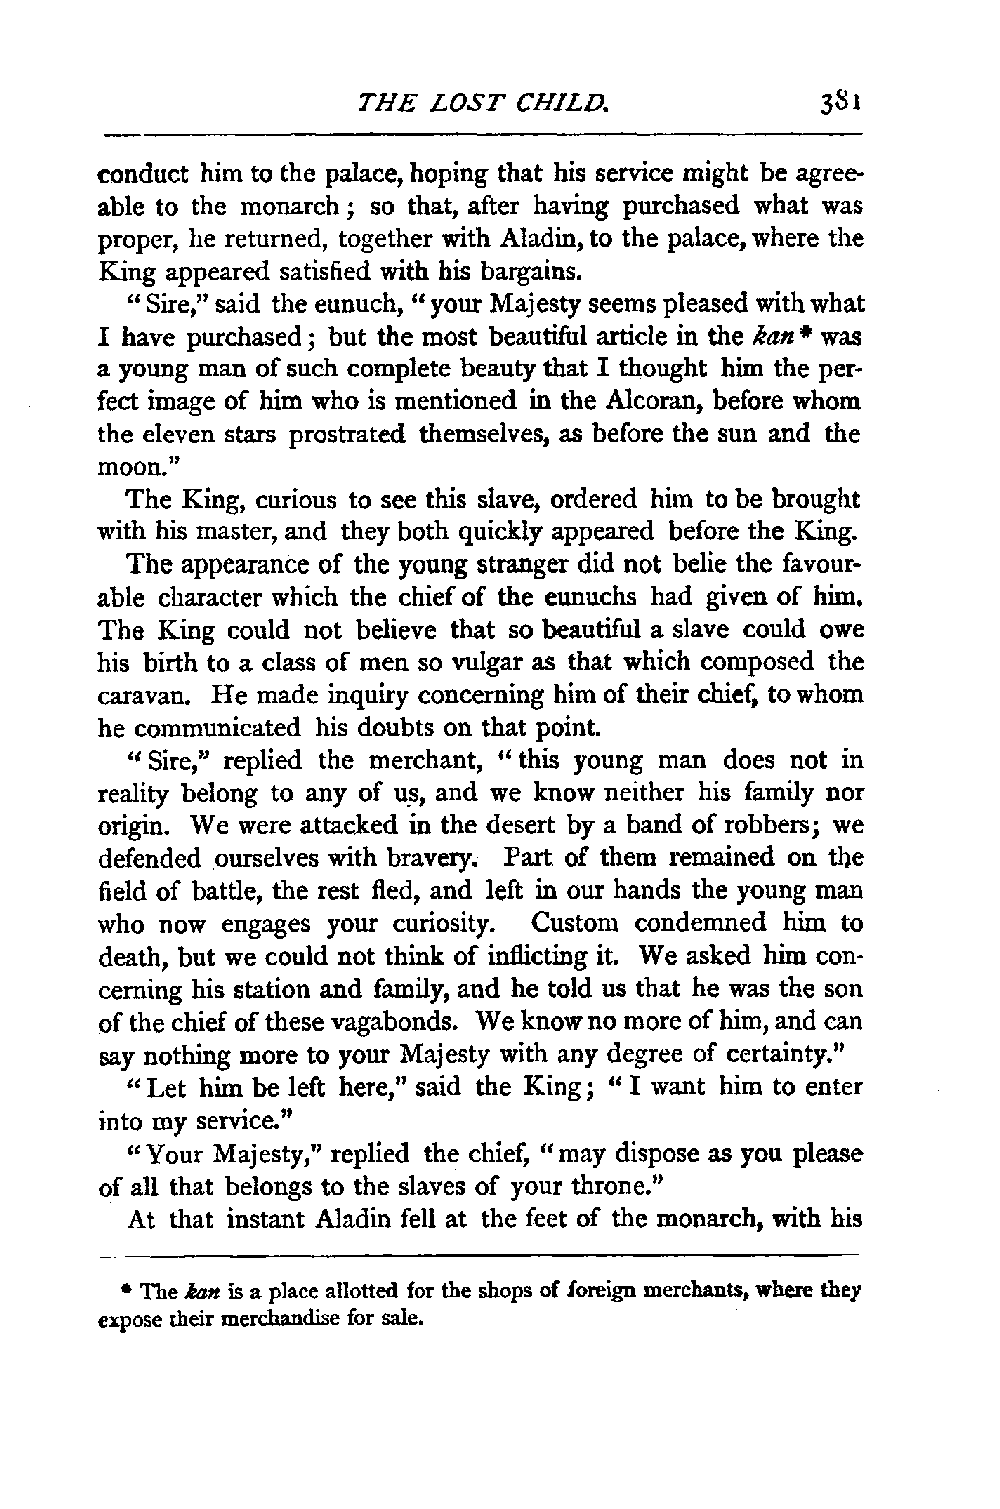 THE LOST CHILD. 381
conduct him to the palace, hoping that his service might be agree-
able to the monarch; so that, after having purchased what was
proper, he returned, together with Aladin, to the palace, where the
King appeared satisfied with his bargains.
“Sire,” said the eunuch, “your Majesty seems pleased with what
I have purchased; but the most beautiful article in the kan* was
a young man of such complete beauty that I thought him the per-
fect image of him who is mentioned in the Alcoran, before whom
the eleven stars prostrated themselves, as before the sun and the
moon.”
The King, curious to see this slave, ordered him to be brought
with his master, and they both quickly appeared before the King.
The appearance of the young stranger did not belie the favour-
able character which the chief of the eunuchs had given of him.
The King could not believe that so beautiful a slave could owe
his birth to a class of men so vulgar as that which composed the
caravan. He made inquiry concerning him of their chief, to whom
he communicated his doubts on that point.
“Sire,” replied the merchant, “this young man does not in
reality belong to any of us, and we know neither his family nor
origin. We were attacked in the desert by a band of robbers; we
defended ourselves with bravery. Part of them remained on the
field of battle, the rest fled, and left in our hands the young man
who now engages your curiosity. Custom condemned him to
death, but we could not think of inflicting it. We asked him con-
cerning his station and family, and he told us that he was the son
of the chief of these vagabonds. We know no more of him, and can
say nothing more to your Majesty with any degree of certainty.”
“Let him be left here,” said the King; “I want him to enter
into my service.”
“Your Majesty,” replied the chief, “may dispose as you please
of all that belongs to the slaves of your throne.”
At that instant Aladin fell at the feet of the monarch, with his
* The kan is a place allotted for the shops of foreign merchants, where they
expose their merchandise for sale.